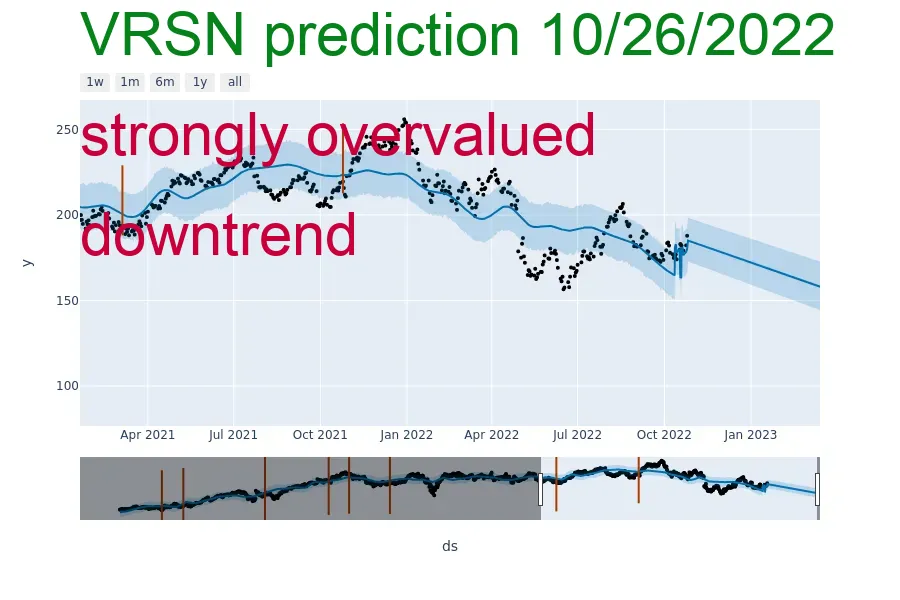 VRSN prediction 10/26/2022
1w 1m 6m 1y all
strongly overvalued
downtrend
250
200
150
100
y
Apr 2021 Jul 2021 Oct 2021 Jan 2022 Apr 2022 Jul 2022 Oct 2022 Jan 2023
ds